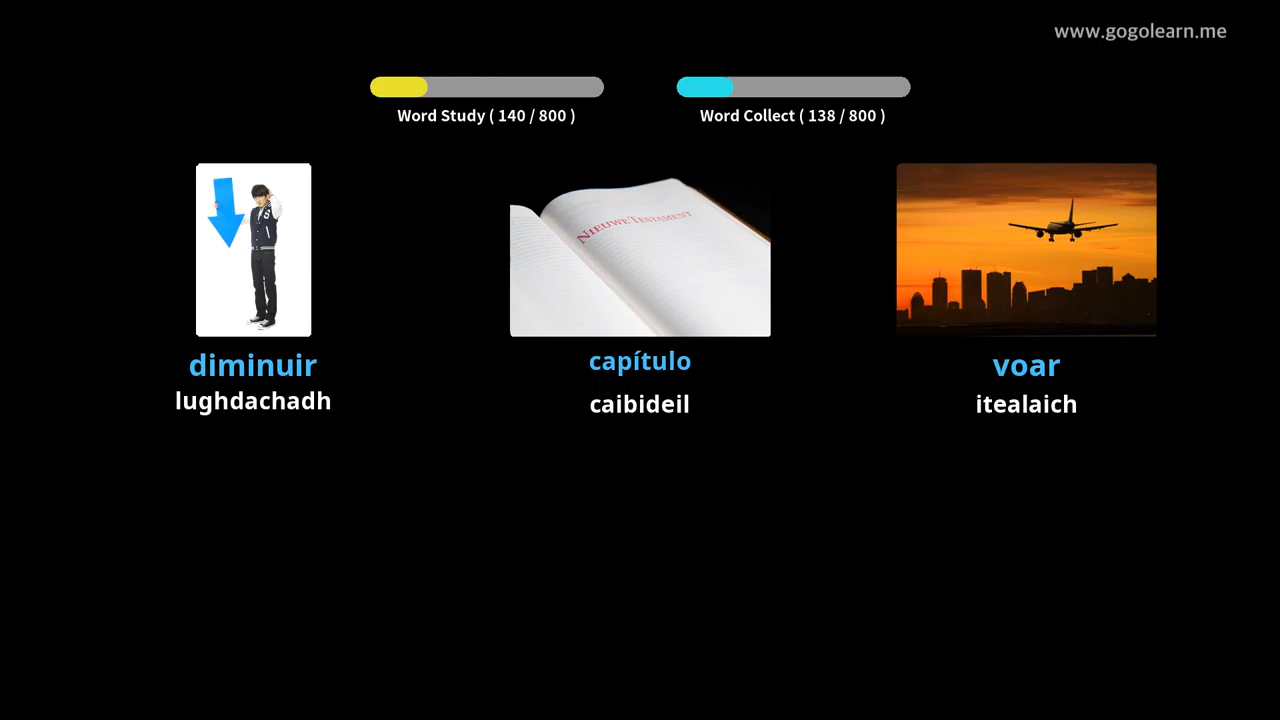 www.gogolearn.me
Word Study ( 140 / 800 )
Word Collect ( 138 / 800 )
S
NIEUWE TESTAMENT
diminuir
capítulo
voar
lughdachadh
caibideil
itealaich